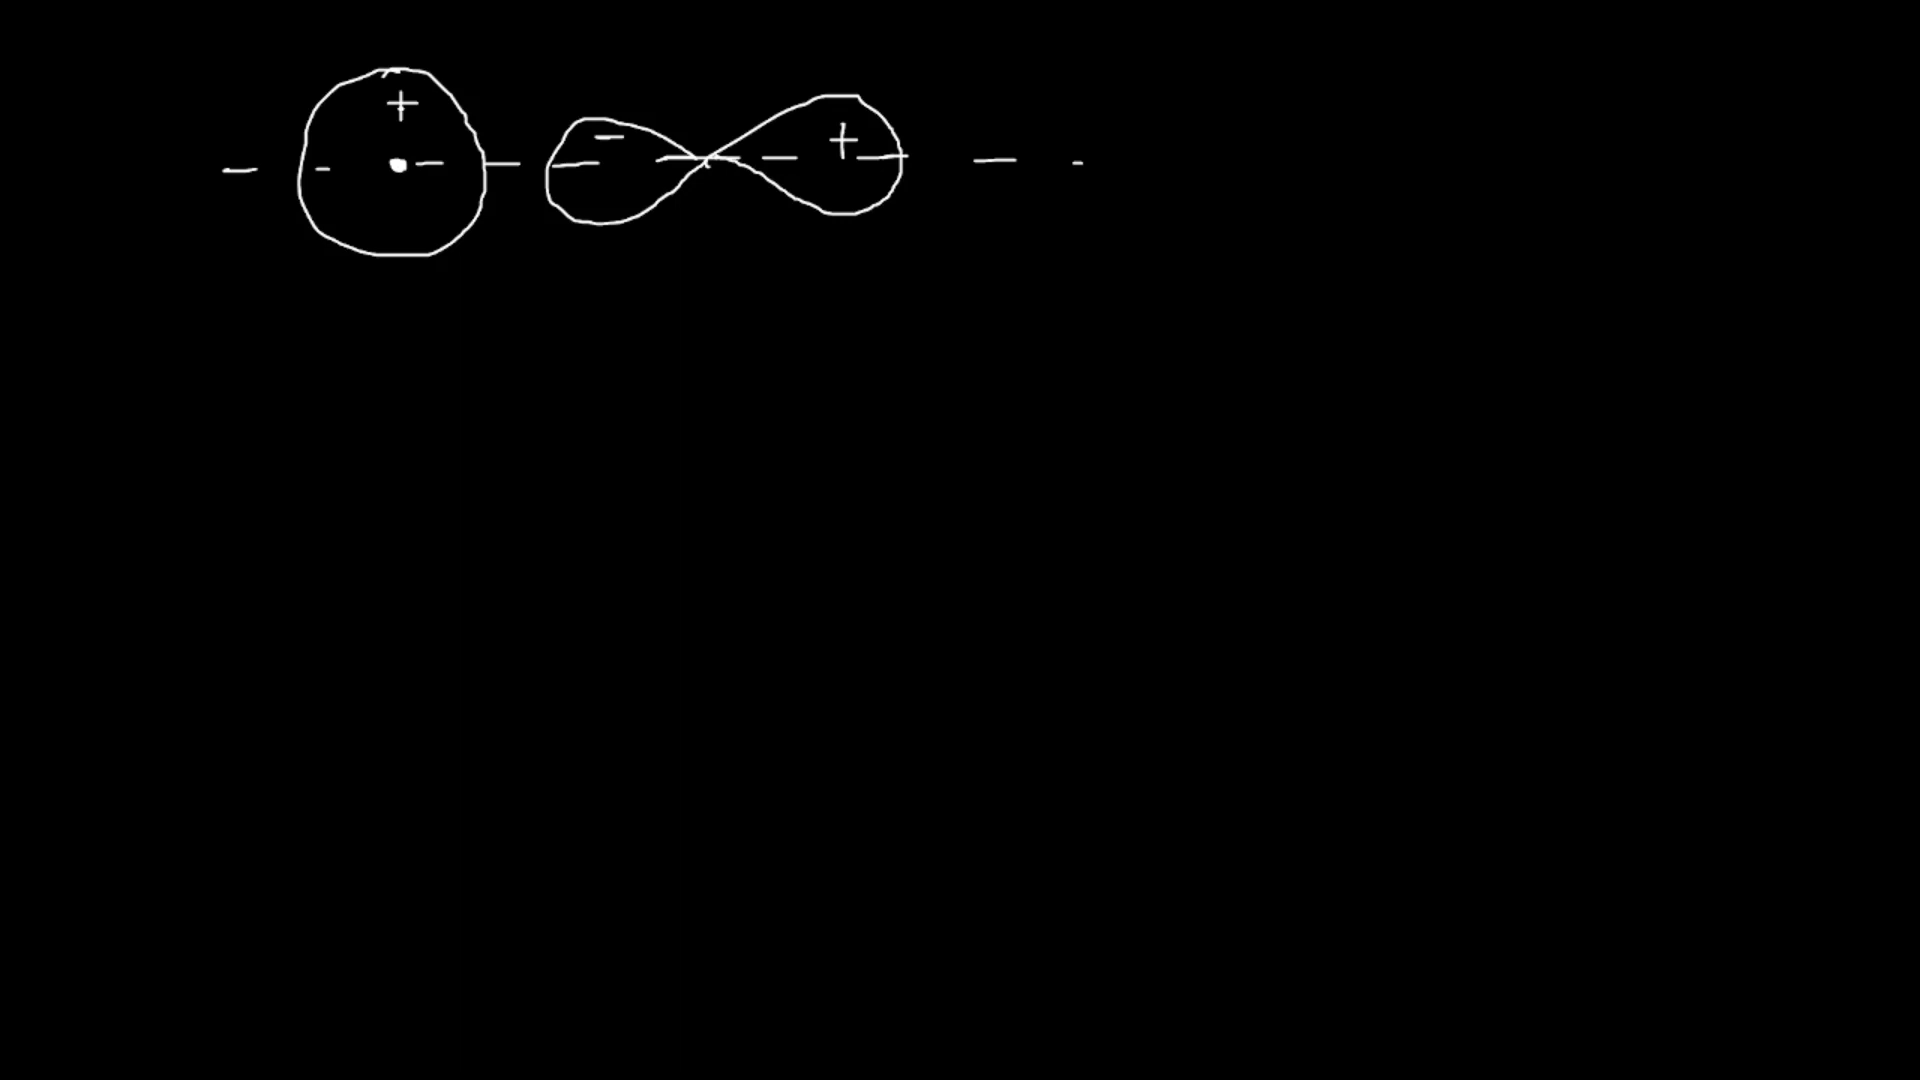 +
- +